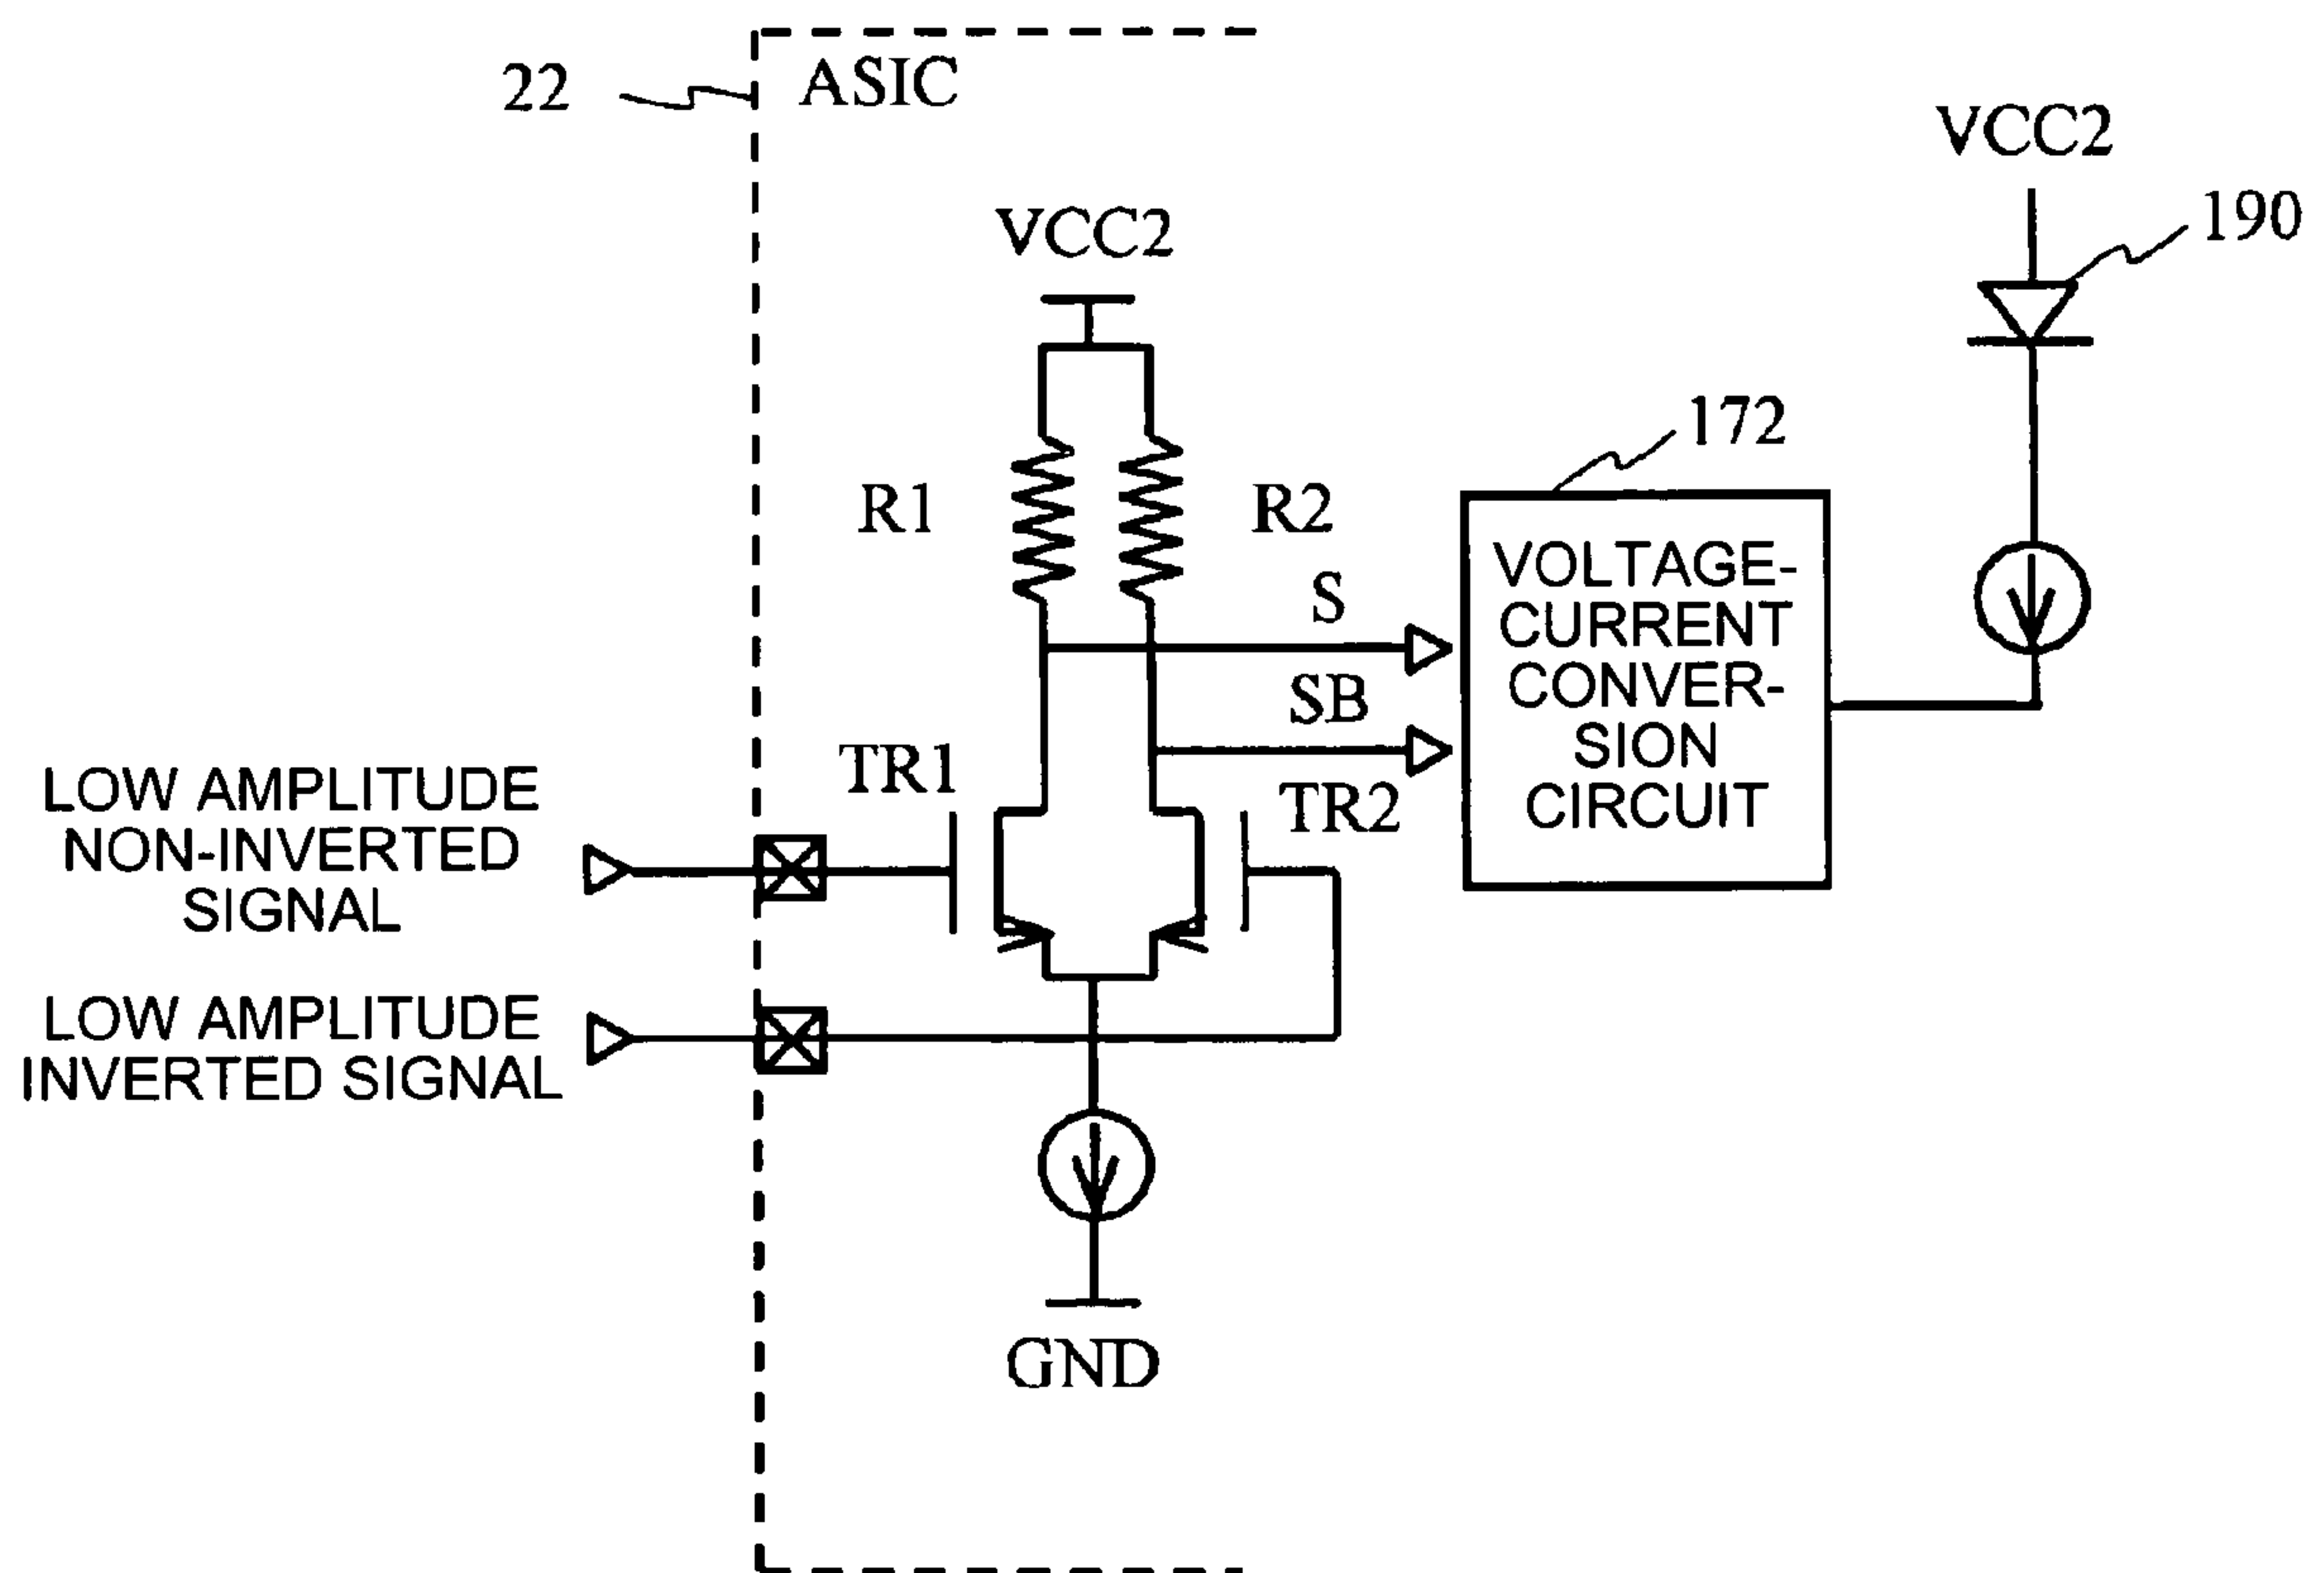 22
ASIC
VCC2
190
VCC2
172
R1
R2
S
SB
VOLTAGE-
CURRENT
CONVER-
SION
CIRCUIT
TR1
TR2
LOW AMPLITUDE
NON-INVERTED
SIGNAL
LOW AMPLITUDE
INVERTED SIGNAL
GND